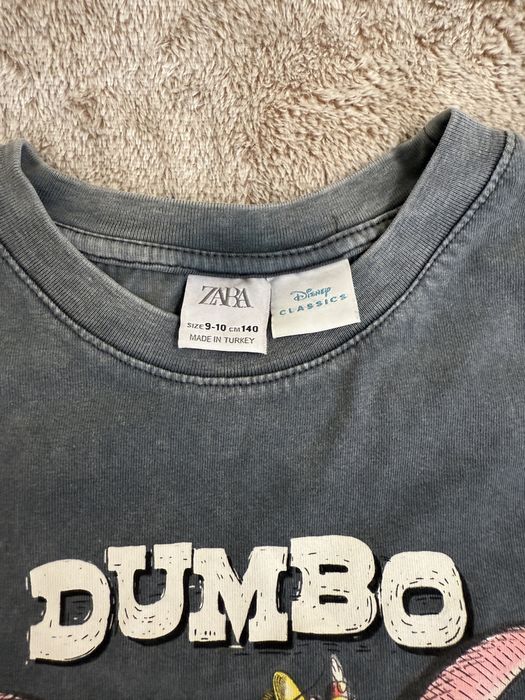 ZARA
SIZE 9-10 CM 140
MADE IN TURKEY
Disney
CLASSICS
DUMBO